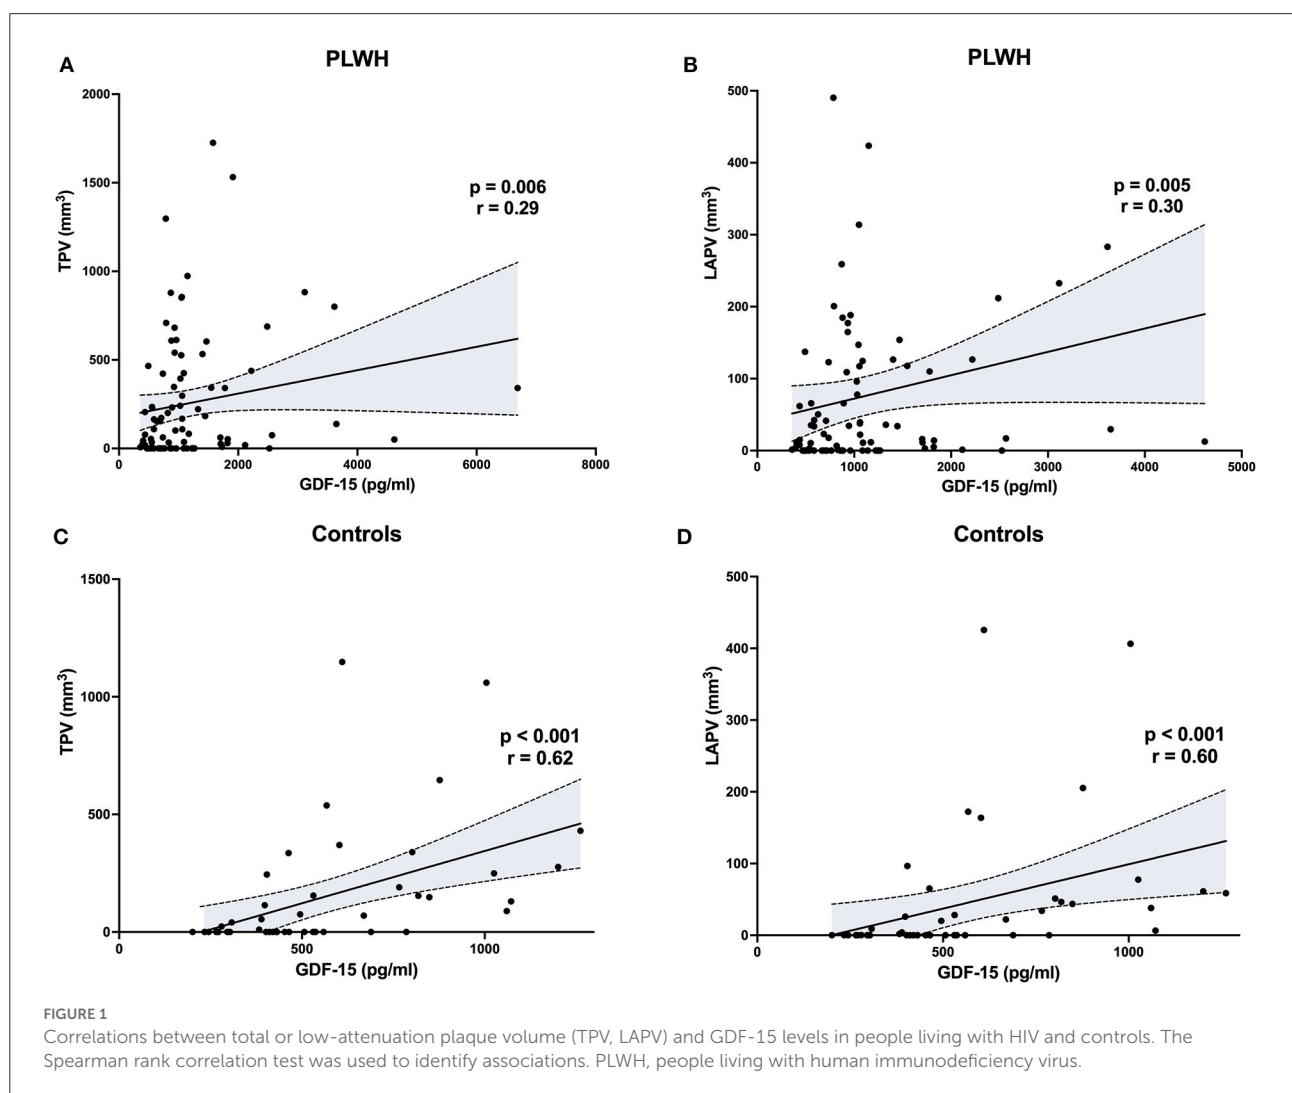 A
PLWH
2000
1500
1000
500
0
TPV (mm³)
p = 0.006
r = 0.29
0 2000 4000 6000 8000
GDF-15 (pg/ml)
B
PLWH
500
400
300
200
100
0
LAPV (mm³)
p = 0.005
r = 0.30
0 1000 2000 3000 4000 5000
GDF-15 (pg/ml)
C
Controls
1500
1000
500
0
TPV (mm³)
p < 0.001
r = 0.62
0 500 1000
GDF-15 (pg/ml)
D
Controls
500
400
300
200
100
0
LAPV (mm³)
p < 0.001
r = 0.60
0 500 1000
GDF-15 (pg/ml)
FIGURE 1
Correlations between total or low-attenuation plaque volume (TPV, LAPV) and GDF-15 levels in people living with HIV and controls. The
Spearman rank correlation test was used to identify associations. PLWH, people living with human immunodeficiency virus.